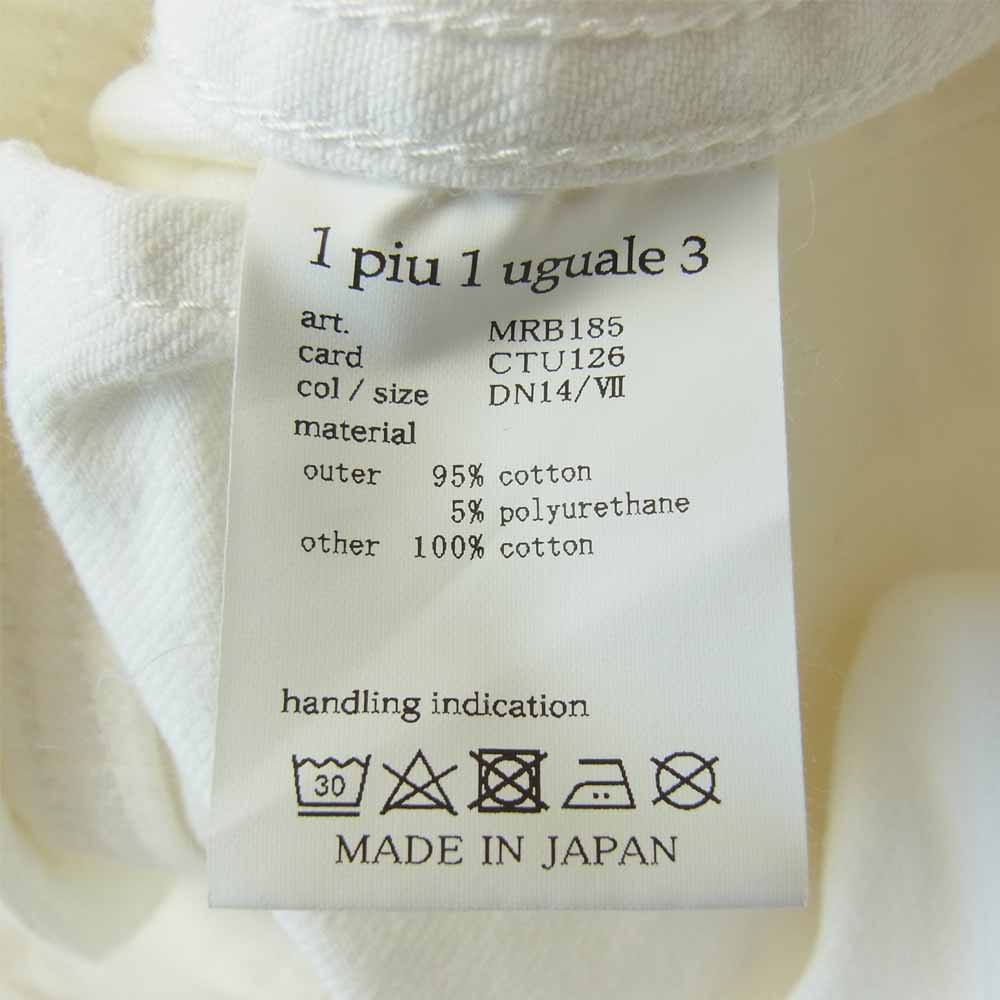 1 piu 1 uguale 3
art. MRB185
card CTU126
col / size DN14/Ⅶ
material
outer 95% cotton
5% polyurethane
other 100% cotton
handling indication
30
MADE IN JAPAN